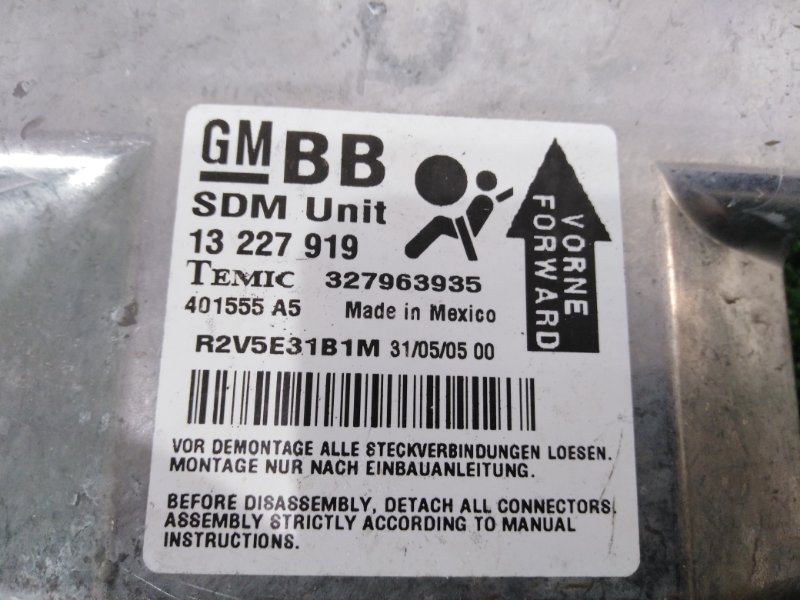 GM BB
SDM Unit
13 227 919
TEMIC 327963935
401555 A5 Made in Mexico
R2V5E31B1M 31/05/05 00
VORNE
FORWARD
VOR DEMONTAGE ALLE STECKVERBINDUNGEN LOESEN.
MONTAGE NUR NACH EINBAUANLEITUNG.
BEFORE DISASSEMBLY, DETACH ALL CONNECTORS.
ASSEMBLY STRICTLY ACCORDING TO MANUAL
INSTRUCTIONS.